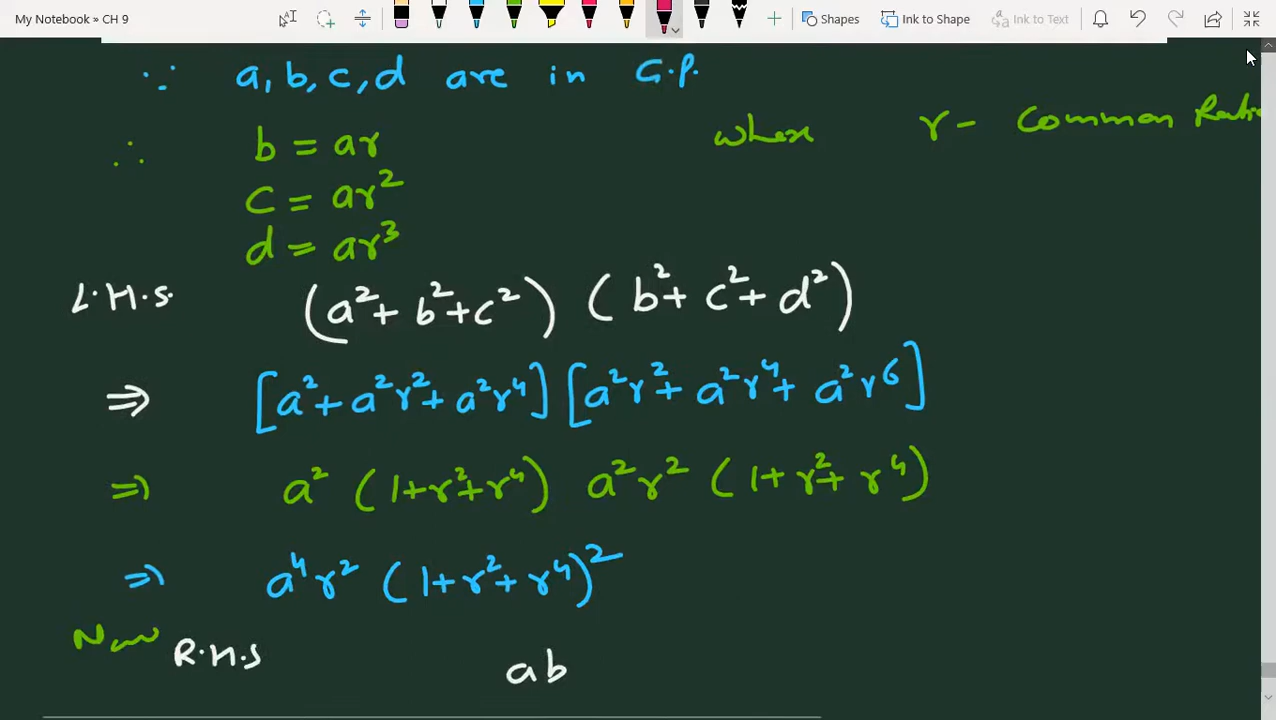 My Notebook » CH 9 Shapes Ink to Shape Ink to Text
∵ a, b, c, d are in G.P.
∴ b = ar where r - Common Ratio
c = ar²
d = ar³
L.H.S. (a² + b² + c²) (b² + c² + d²)
⇒ [a² + a²r² + a²r⁴] [a²r² + a²r⁴ + a²r⁶]
⇒ a² (1+r²+r⁴) a²r² (1+r²+r⁴)
⇒ a⁴r² (1+r²+r⁴)²
Now R.H.S ab